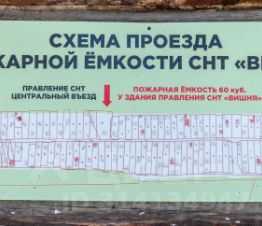 СХЕМА ПРОЕЗДА
ЖАРНОЙ ЁМКОСТИ СНТ «ВИ
ПРАВЛЕНИЕ СНТ
ЦЕНТРАЛЬНЫЙ ВЪЕЗД
ПОЖАРНАЯ ЁМКОСТЬ 60 куб.
У ЗДАНИЯ ПРАВЛЕНИЯ СНТ «ВИШНЯ»